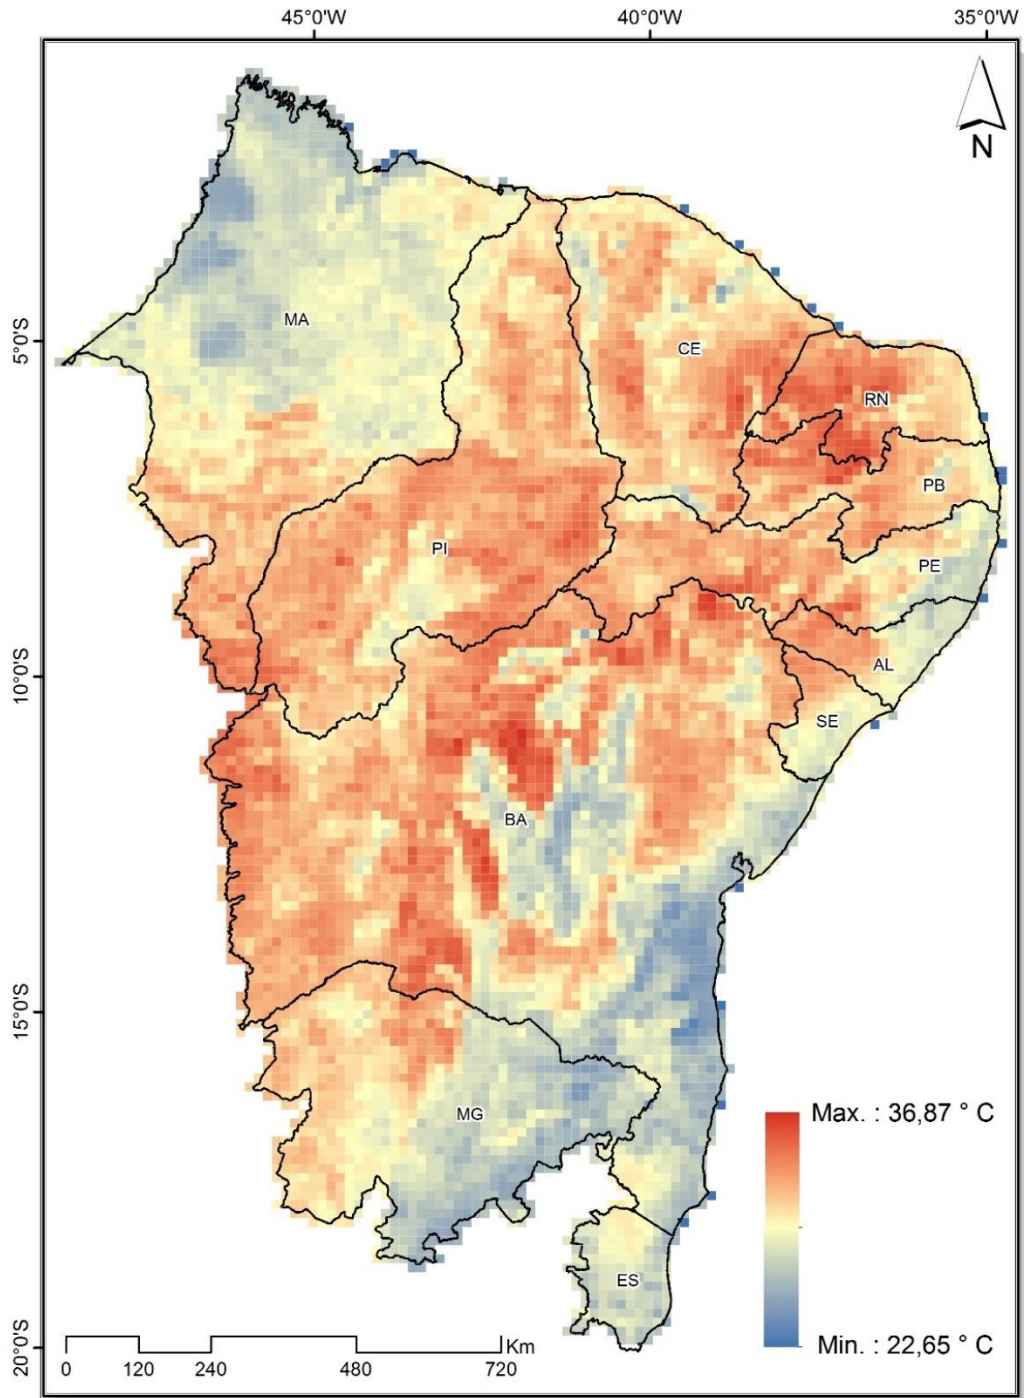 45°0'W 40°0'W 35°0'W
N
5°0'S
10°0'S
15°0'S
20°0'S
MA
CE
RN
PB
PI
PE
AL
SE
BA
MG
ES
Max. : 36,87 ° C
Min. : 22,65 ° C
Km
0 120 240 480 720